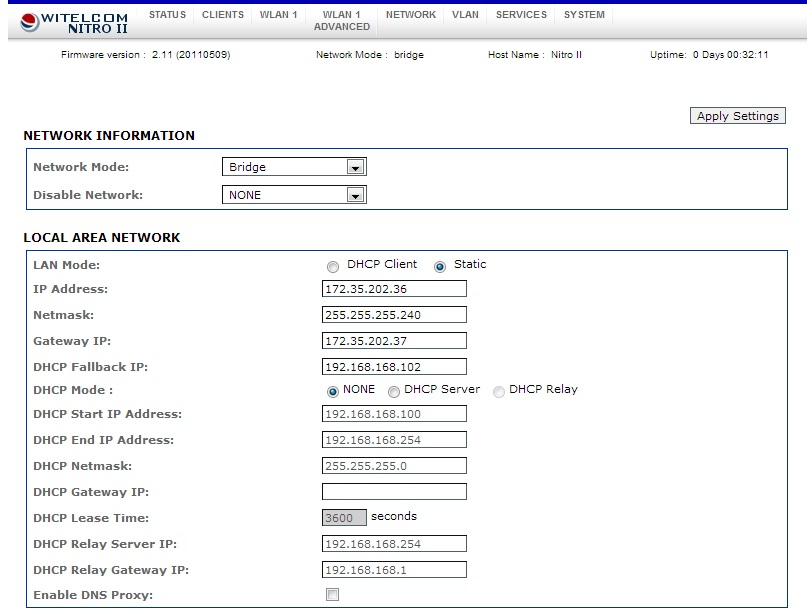 WITELCOM
NITRO II
STATUS CLIENTS WLAN 1 WLAN 1 ADVANCED NETWORK VLAN SERVICES SYSTEM
Firmware version : 2.11 (20110509) Network Mode : bridge Host Name : Nitro II Uptime: 0 Days 00:32:11
Apply Settings
NETWORK INFORMATION
Network Mode: Bridge
Disable Network: NONE
LOCAL AREA NETWORK
LAN Mode: DHCP Client Static
IP Address: 172.35.202.36
Netmask: 255.255.255.240
Gateway IP: 172.35.202.37
DHCP Fallback IP: 192.168.168.102
DHCP Mode : NONE DHCP Server DHCP Relay
DHCP Start IP Address: 192.168.168.100
DHCP End IP Address: 192.168.168.254
DHCP Netmask: 255.255.255.0
DHCP Gateway IP:
DHCP Lease Time: 3600 seconds
DHCP Relay Server IP: 192.168.168.254
DHCP Relay Gateway IP: 192.168.168.1
Enable DNS Proxy: